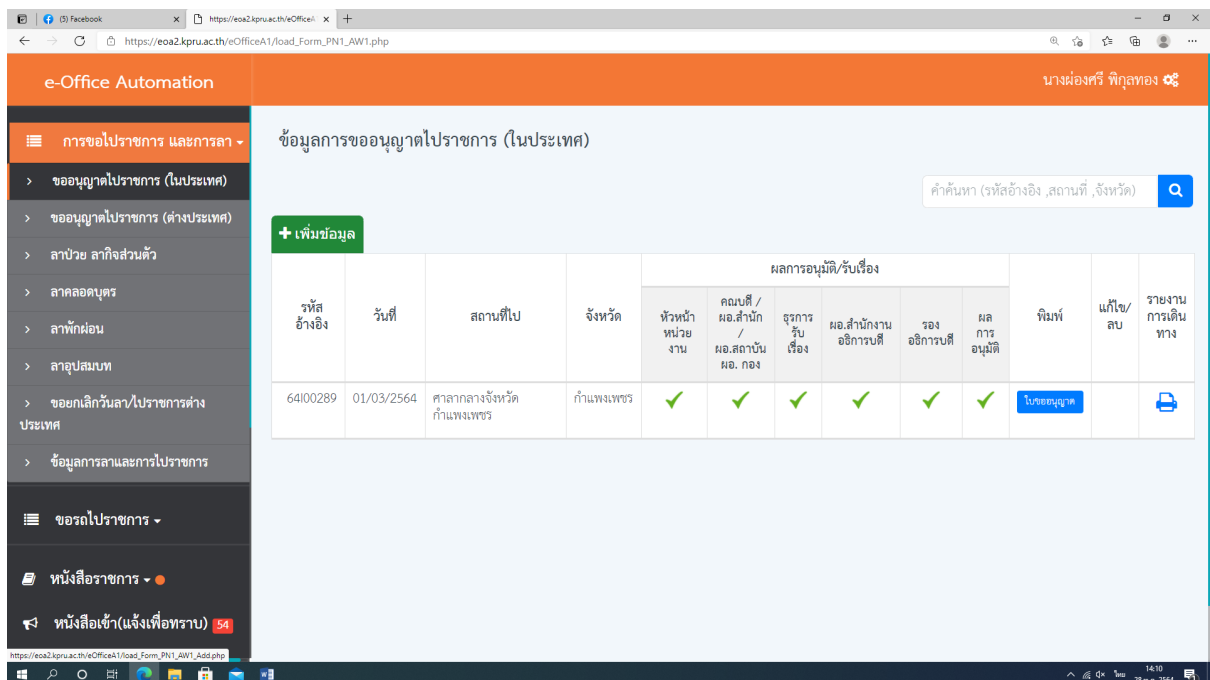 (5) Facebook
https://eoa2.kpru.ac.th/eOfficeA
https://eoa2.kpru.ac.th/eOfficeA1/load_Form_PN1_AW1.php
e-Office Automation
นางผ่องศรี พิกุลทอง
การขอไปราชการ และการลา
ขออนุญาตไปราชการ (ในประเทศ)
ขออนุญาตไปราชการ (ต่างประเทศ)
ลาป่วย ลากิจส่วนตัว
ลาคลอดบุตร
ลาพักผ่อน
ลาอุปสมบท
ขอยกเลิกวันลา/ไปราชการต่าง
ประเทศ
ข้อมูลการลาและการไปราชการ
ขอรถไปราชการ
หนังสือราชการ
หนังสือเข้า(แจ้งเพื่อทราบ) 54
ข้อมูลการขออนุญาตไปราชการ (ในประเทศ)
คำค้นหา (รหัสอ้างอิง ,สถานที่ ,จังหวัด)
เพิ่มข้อมูล
รหัส
อ้างอิง
วันที่
สถานที่ไป
จังหวัด
ผลการอนุมัติ/รับเรื่อง
หัวหน้า
หน่วย
งาน
คณบดี /
ผอ.สำนัก
/
ผอ.สถาบัน
ผอ. กอง
ธุรการ
รับ
เรื่อง
ผอ.สำนักงาน
อธิการบดี
รอง
อธิการบดี
ผล
การ
อนุมัติ
พิมพ์
แก้ไข/
ลบ
รายงาน
การเดิน
ทาง
64I00289
01/03/2564
ศาลากลางจังหวัด
กำแพงเพชร
กำแพงเพชร
ใบขออนุญาต
https://eoa2.kpru.ac.th/eOfficeA1/load_Form_PN1_AW1_Add.php
ไทย
14:10